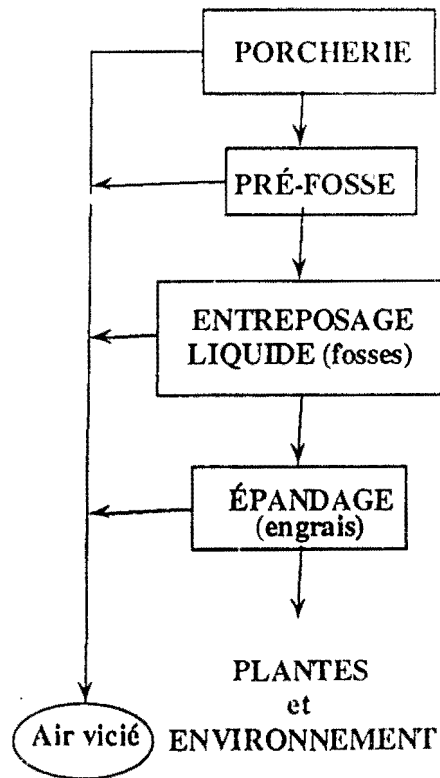 PORCHERIE
PRÉ-FOSSE
ENTREPOSAGE
LIQUIDE (fosses)
ÉPANDAGE
(engrais)
PLANTES
et
Air vicié
ENVIRONNEMENT